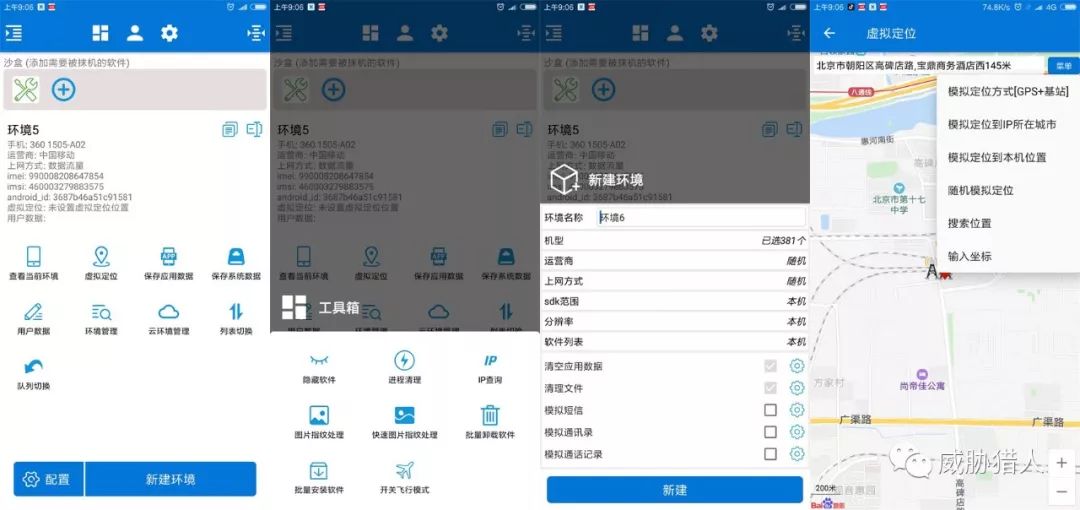 上午9:06
沙盒 (添加需要被抹机的软件)
环境5
手机: 360 1505-A02
运营商: 中国移动
上网方式: 数据流量
imei: 990008208647854
imsi: 460003279883575
android_id: 3687b46a51c91581
虚拟定位: 未设置虚拟定位位置
用户数据:
查看当前环境
虚拟定位
APP
保存应用数据
保存系统数据
用户数据
环境管理
云环境管理
列表切换
队列切换
配置
新建环境
上午9:06
沙盒 (添加需要被抹机的软件)
环境5
手机: 360 1505-A02
运营商: 中国移动
上网方式: 数据流量
imei: 990008208647854
imsi: 460003279883575
android_id: 3687b46a51c91581
虚拟定位: 未设置虚拟定位位置
用户数据:
查看当前环境
虚拟定位
APP
保存应用数据
保存系统数据
用户数据
环境管理
云环境管理
列表切换
工具箱
隐藏软件
进程清理
IP
IP查询
图片指纹处理
快速图片指纹处理
批量卸载软件
批量安装软件
开关飞行模式
上午9:06
沙盒 (添加需要被抹机的软件)
环境5
手机: 360 1505-A02
运营商: 中国移动
新建环境
环境名称
环境6
机型
已选381个
运营商
随机
上网方式
随机
sdk范围
本机
分辨率
本机
软件列表
本机
清空应用数据
清理文件
模拟短信
模拟通讯录
模拟通话记录
新建
上午9:06
74.8K/s
4G
虚拟定位
北京市朝阳区高碑店路,宝鼎商务酒店西145米
菜单
模拟定位方式[GPS+基站]
模拟定位到IP所在城市
模拟定位到本机位置
随机模拟定位
搜索位置
输入坐标
八通线
惠河南街
北京市第十七
中学
方家村
尚帝佳公寓
广渠路
广渠路
高碑店路
200米
Bai
威胁猎人